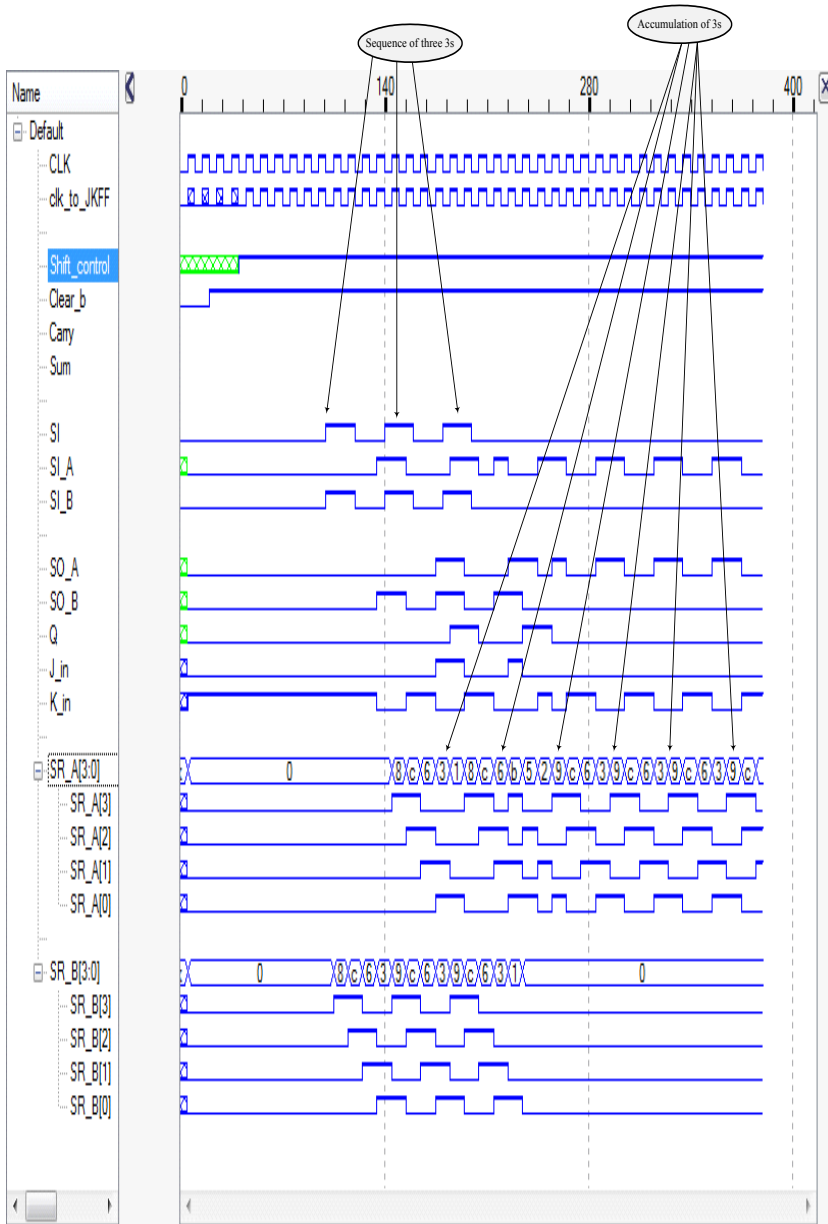 Sequence of three 3s
Accumulation of 3s
Name
0 140 280 400
Default
CLK
clk_to_JKFF
Shift_control
Clear_b
Carry
Sum
SI
SI_A
SI_B
SO_A
SO_B
Q
J_in
K_in
SR_A[3:0] 0 8 c 6 3 1 8 c 6 b 5 2 9 c 6 3 9 c 6 3 9 c 6 3 9 c
SR_A[3]
SR_A[2]
SR_A[1]
SR_A[0]
SR_B[3:0] 0 8 c 6 3 9 c 6 3 9 c 6 3 1 0
SR_B[3]
SR_B[2]
SR_B[1]
SR_B[0]